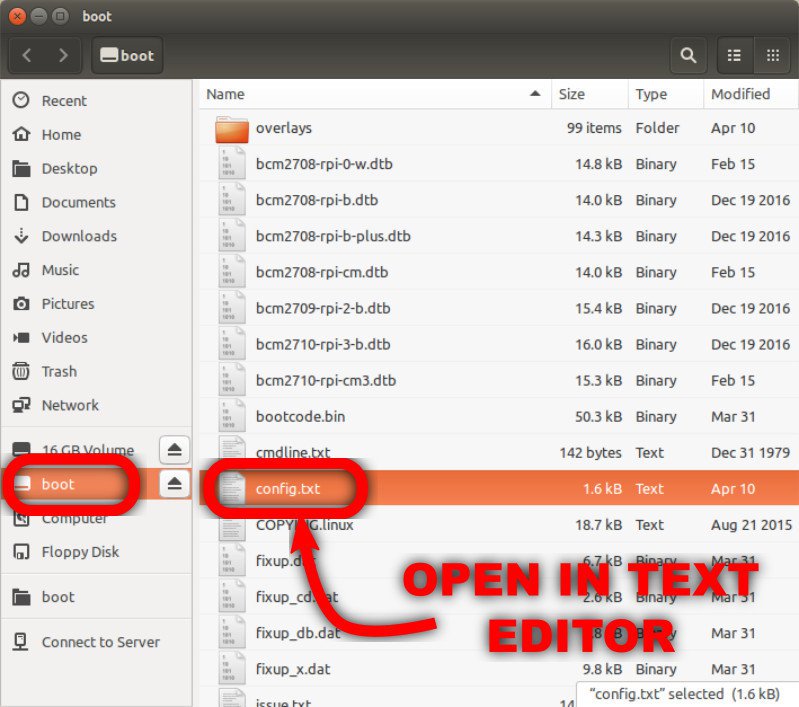 boot
boot
Name Size Type Modified
Recent
Home
Desktop
Documents
Downloads
Music
Pictures
Videos
Trash
Network
16 GB Volume
boot
Computer
Floppy Disk
boot
Connect to Server
overlays 99 items Folder Apr 10
bcm2708-rpi-0-w.dtb 14.8 kB Binary Feb 15
bcm2708-rpi-b.dtb 14.0 kB Binary Dec 19 2016
bcm2708-rpi-b-plus.dtb 14.3 kB Binary Dec 19 2016
bcm2708-rpi-cm.dtb 14.0 kB Binary Feb 15
bcm2709-rpi-2-b.dtb 15.4 kB Binary Dec 19 2016
bcm2710-rpi-3-b.dtb 16.0 kB Binary Dec 19 2016
bcm2710-rpi-cm3.dtb 15.3 kB Binary Feb 15
bootcode.bin 50.3 kB Binary Mar 31
cmdline.txt 142 bytes Text Dec 31 1979
config.txt 1.6 kB Text Apr 10
COPYING.linux 18.7 kB Text Aug 21 2015
fixup.dat 6.7 kB Binary Mar 31
fixup_cd.dat 2.6 kB Binary Mar 31
fixup_db.dat kB Binary Mar 31
fixup_x.dat 9.8 kB Binary Mar 31
issue.txt
OPEN IN TEXT
EDITOR
“config.txt” selected (1.6 kB)